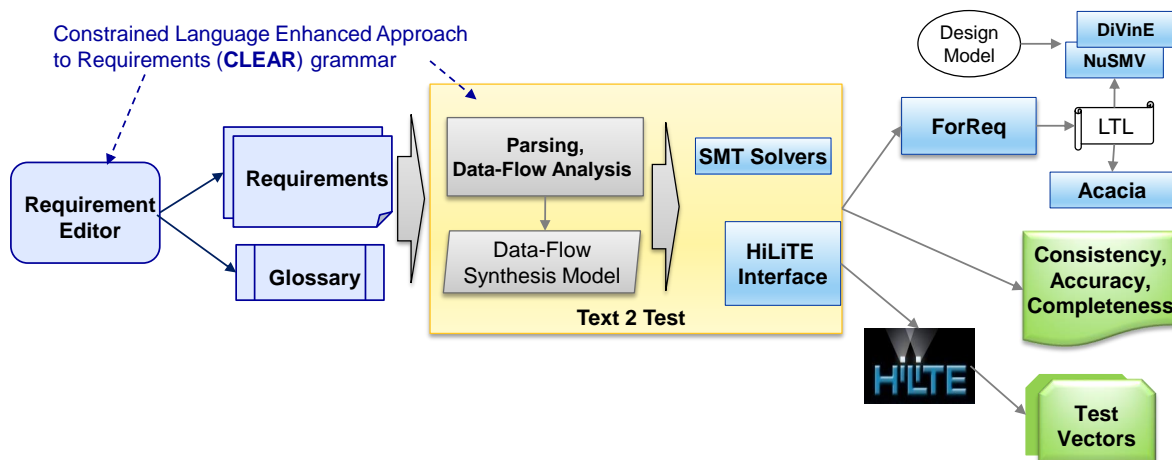 Constrained Language Enhanced Approach
to Requirements (CLEAR) grammar
Requirement
Editor
Requirements
Glossary
Parsing,
Data-Flow Analysis
Data-Flow
Synthesis Model
SMT Solvers
HiLiTE
Interface
Text 2 Test
Design
Model
DiVinE
NuSMV
ForReq
LTL
Acacia
Consistency,
Accuracy,
Completeness
HiLiTE
Test
Vectors